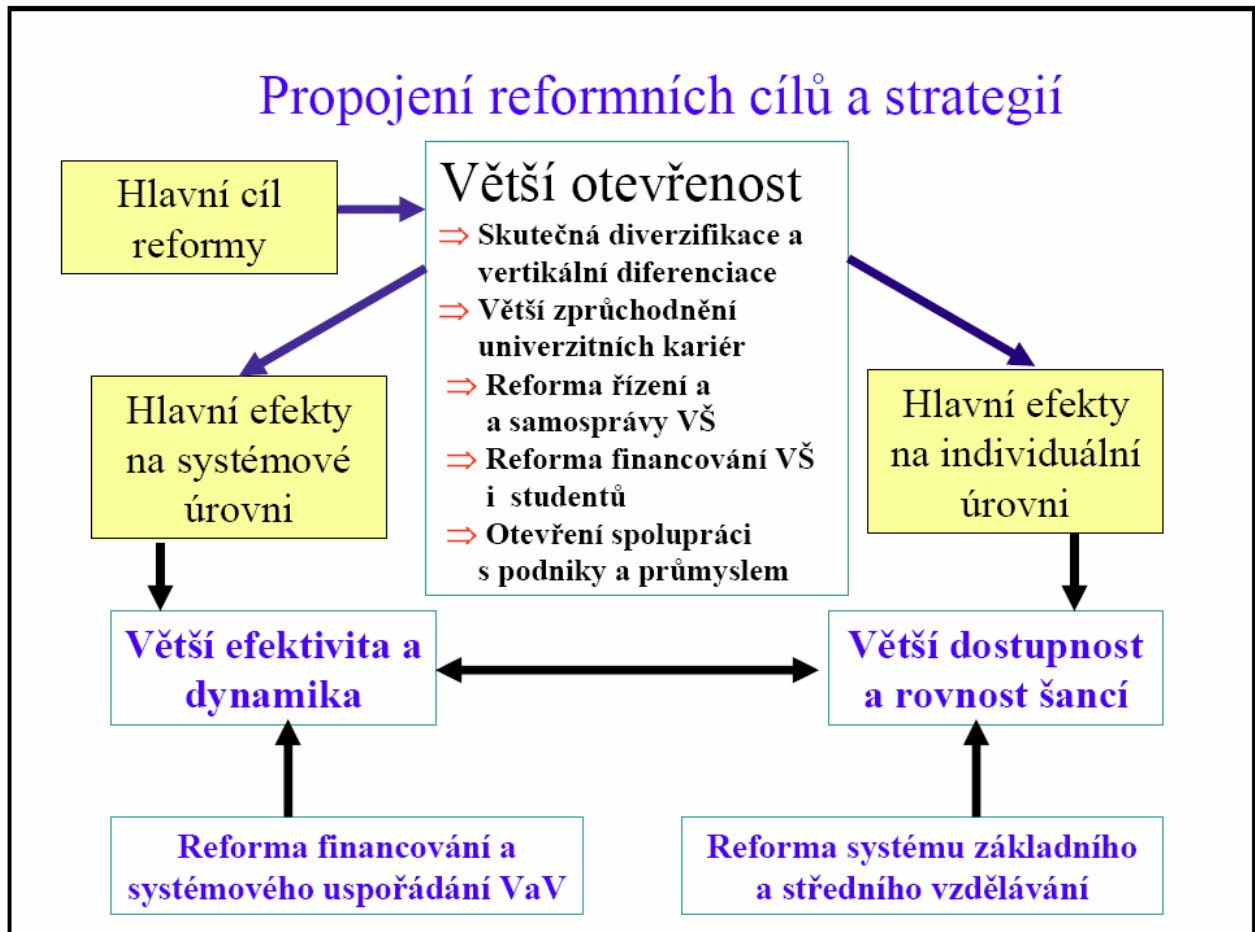 Propojení reformních cílů a strategií
Hlavní cíl
reformy
Větší otevřenost
⇒ Skutečná diverzifikace a
vertikální diferenciace
⇒ Větší zprůchodnění
univerzitních kariér
⇒ Reforma řízení a
a samosprávy VŠ
⇒ Reforma financování VŠ
i studentů
⇒ Otevření spolupráci
s podniky a průmyslem
Hlavní efekty
na systémové
úrovni
Hlavní efekty
na individuální
úrovni
Větší efektivita a
dynamika
Větší dostupnost
a rovnost šancí
Reforma financování a
systémového uspořádání VaV
Reforma systému základního
a středního vzdělávání